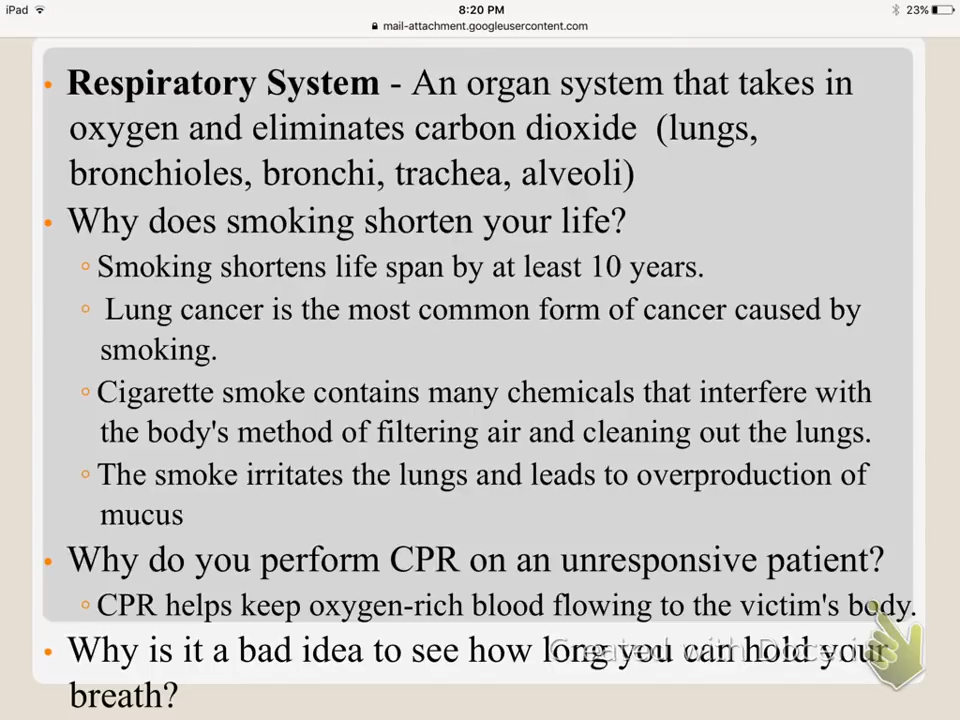 iPad 8:20 PM 23%
mail-attachment.googleusercontent.com
• Respiratory System - An organ system that takes in
oxygen and eliminates carbon dioxide (lungs,
bronchioles, bronchi, trachea, alveoli)
• Why does smoking shorten your life?
◦ Smoking shortens life span by at least 10 years.
◦ Lung cancer is the most common form of cancer caused by
smoking.
◦ Cigarette smoke contains many chemicals that interfere with
the body's method of filtering air and cleaning out the lungs.
◦ The smoke irritates the lungs and leads to overproduction of
mucus
• Why do you perform CPR on an unresponsive patient?
◦ CPR helps keep oxygen-rich blood flowing to the victim's body.
• Why is it a bad idea to see how long you can hold your
breath?
Created with